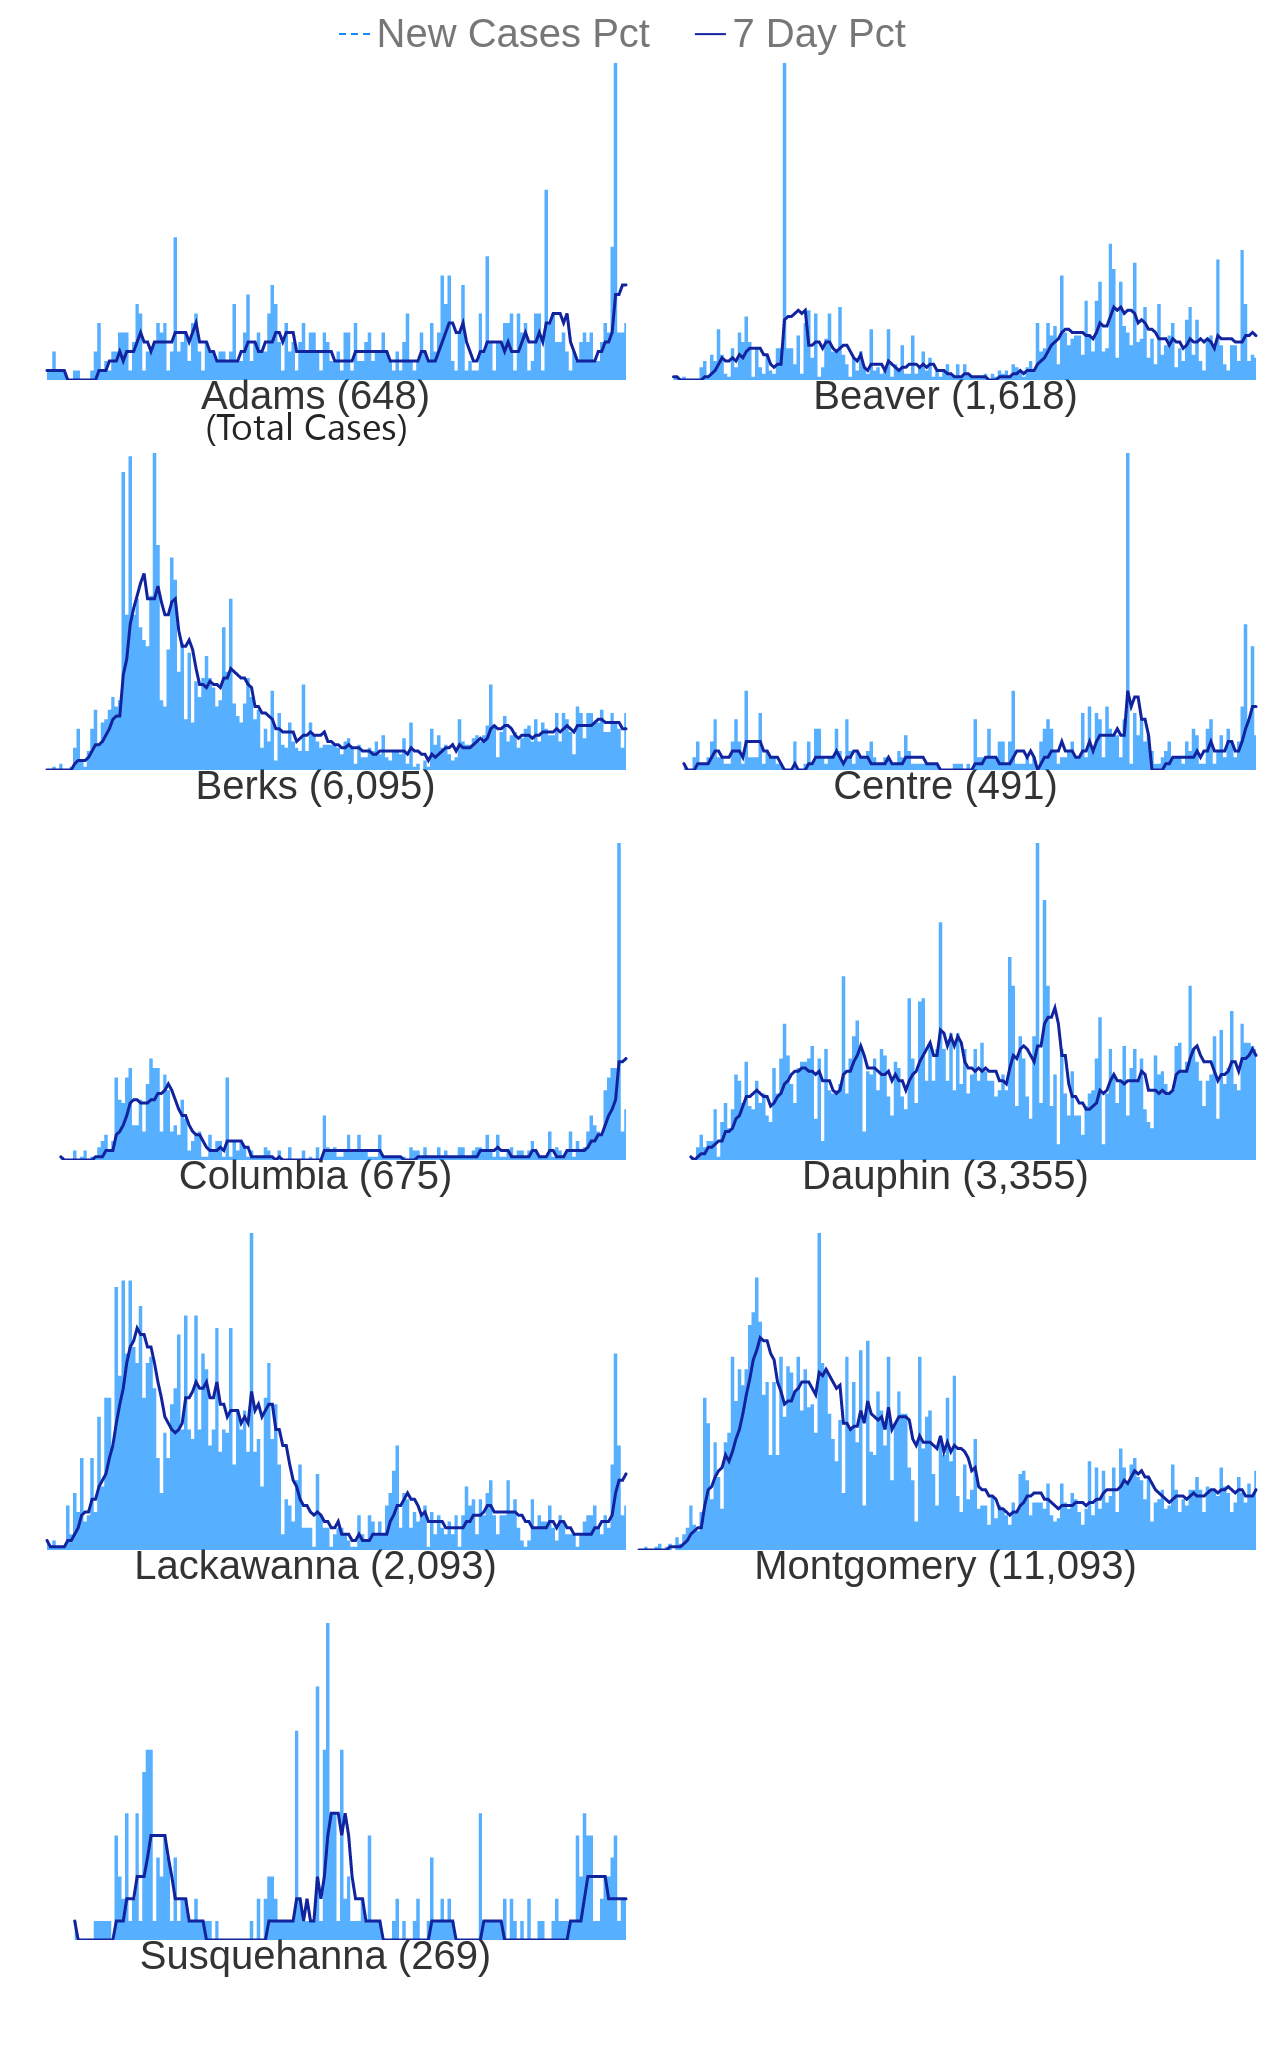 New Cases Pct 7 Day Pct
Adams (648) Beaver (1,618)
(Total Cases)
Berks (6,095) Centre (491)
Columbia (675) Dauphin (3,355)
Lackawanna (2,093) Montgomery (11,093)
Susquehanna (269)